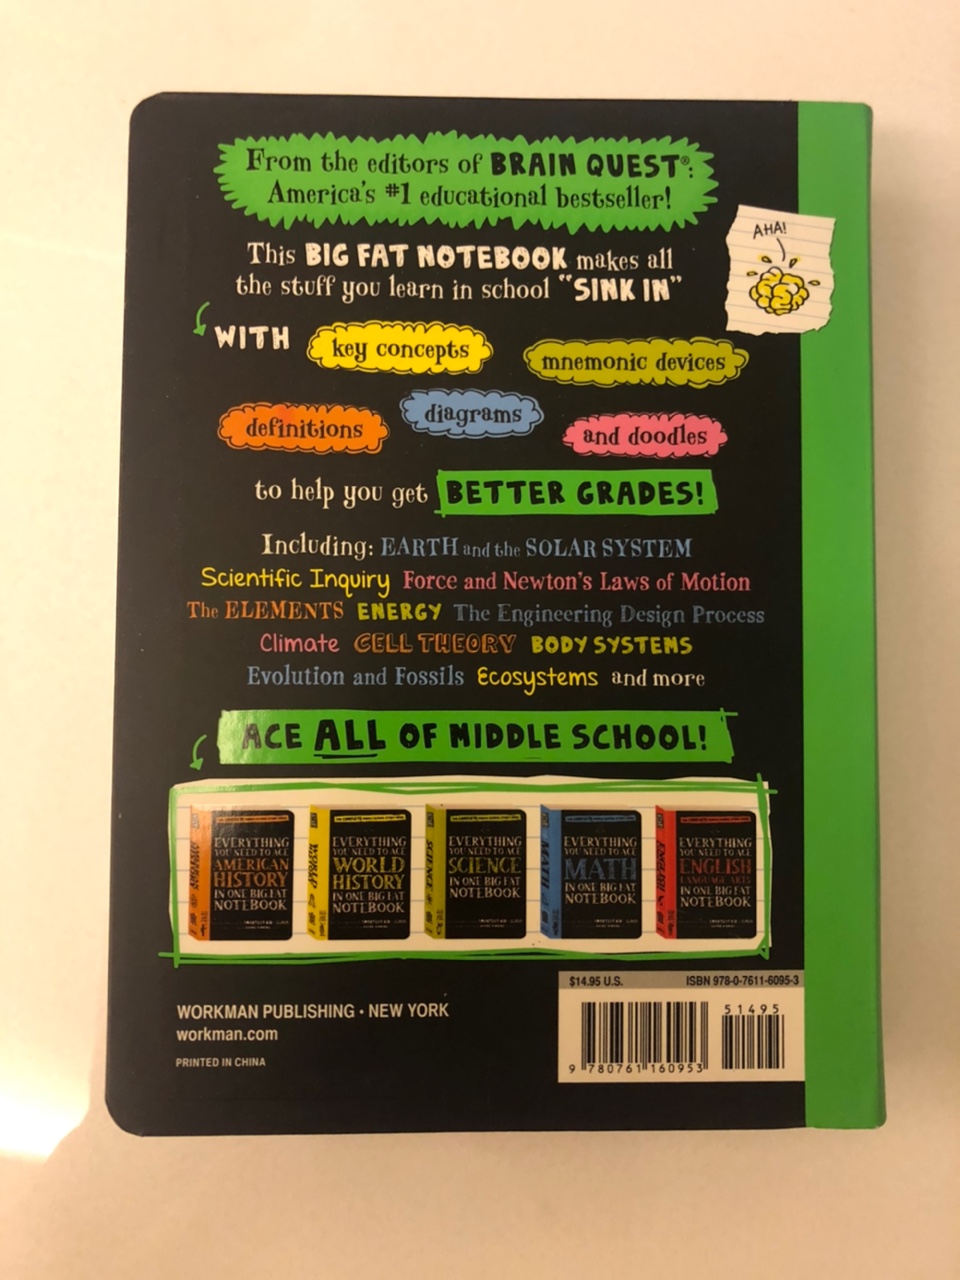 From the editors of BRAIN QUEST®:
America's #1 educational bestseller!
AHA!
This BIG FAT NOTEBOOK makes all
the stuff you learn in school "SINK IN"
WITH key concepts mnemonic devices
definitions diagrams and doodles
to help you get BETTER GRADES!
Including: EARTH and the SOLAR SYSTEM
Scientific Inquiry Force and Newton's Laws of Motion
The ELEMENTS ENERGY The Engineering Design Process
Climate CELL THEORY BODY SYSTEMS
Evolution and Fossils Ecosystems and more
ACE ALL OF MIDDLE SCHOOL!
EVERYTHING
YOU NEED TO ACE
AMERICAN
HISTORY
IN ONE BIG FAT
NOTEBOOK
EVERYTHING
YOU NEED TO ACE
WORLD
HISTORY
IN ONE BIG FAT
NOTEBOOK
SCIENCE
EVERYTHING
YOU NEED TO ACE
SCIENCE
IN ONE BIG FAT
NOTEBOOK
MATH
EVERYTHING
YOU NEED TO ACE
MATH
IN ONE BIG FAT
NOTEBOOK
EVERYTHING
YOU NEED TO ACE
ENGLISH
LANGUAGE ARTS
IN ONE BIG FAT
NOTEBOOK
WORKMAN PUBLISHING • NEW YORK
workman.com
PRINTED IN CHINA
$14.95 U.S. ISBN 978-0-7611-6095-3
51495
9 780761 160953